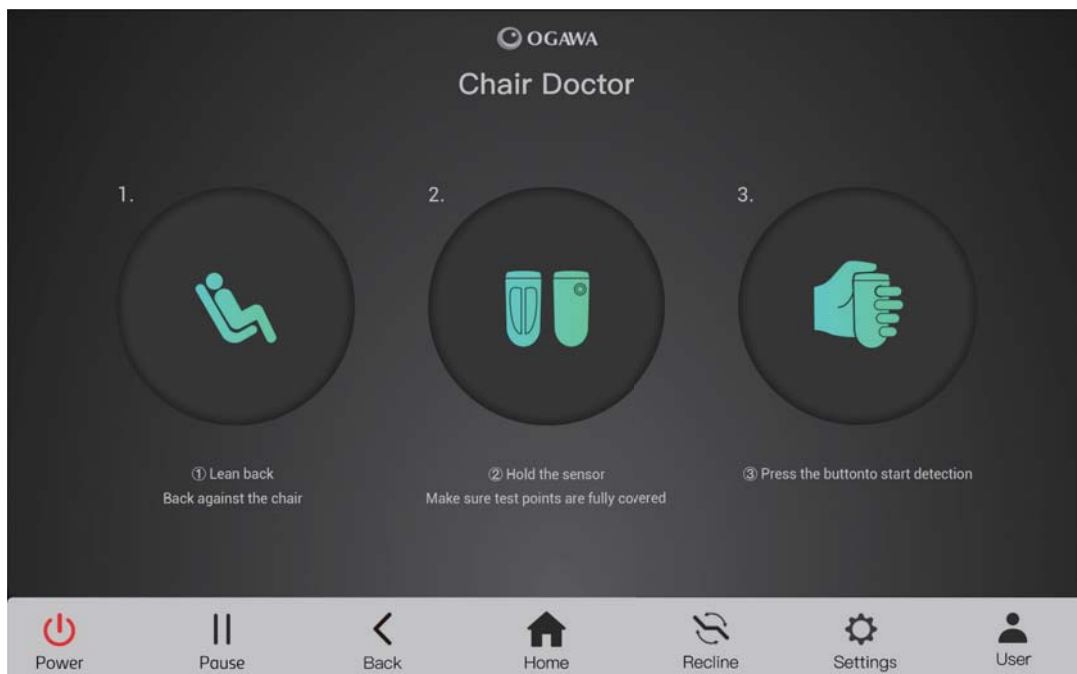 OGAWA
Chair Doctor
1.
2.
3.
① Lean back
Back against the chair
② Hold the sensor
Make sure test points are fully covered
③ Press the buttonto start detection
Power
Pause
Back
Home
Recline
Settings
User